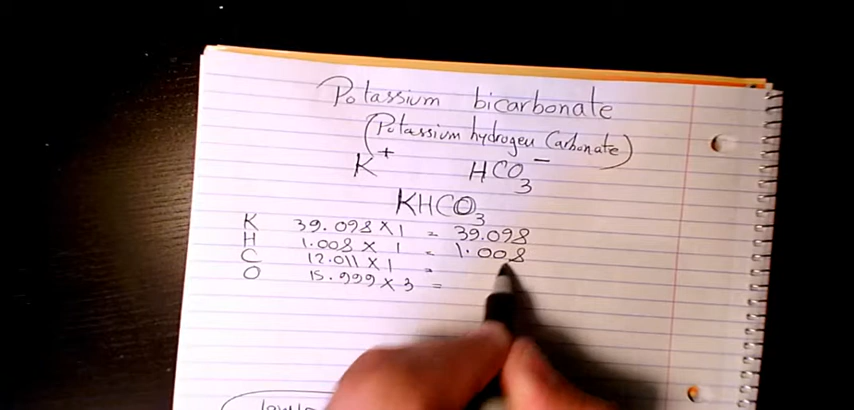 Potassium bicarbonate
(Potassium hydrogen Carbonate)
K⁺ HCO₃⁻
KHCO₃
K 39.098 × 1 = 39.098
H 1.008 × 1 = 1.008
C 12.011 × 1 =
O 15.999 × 3 =